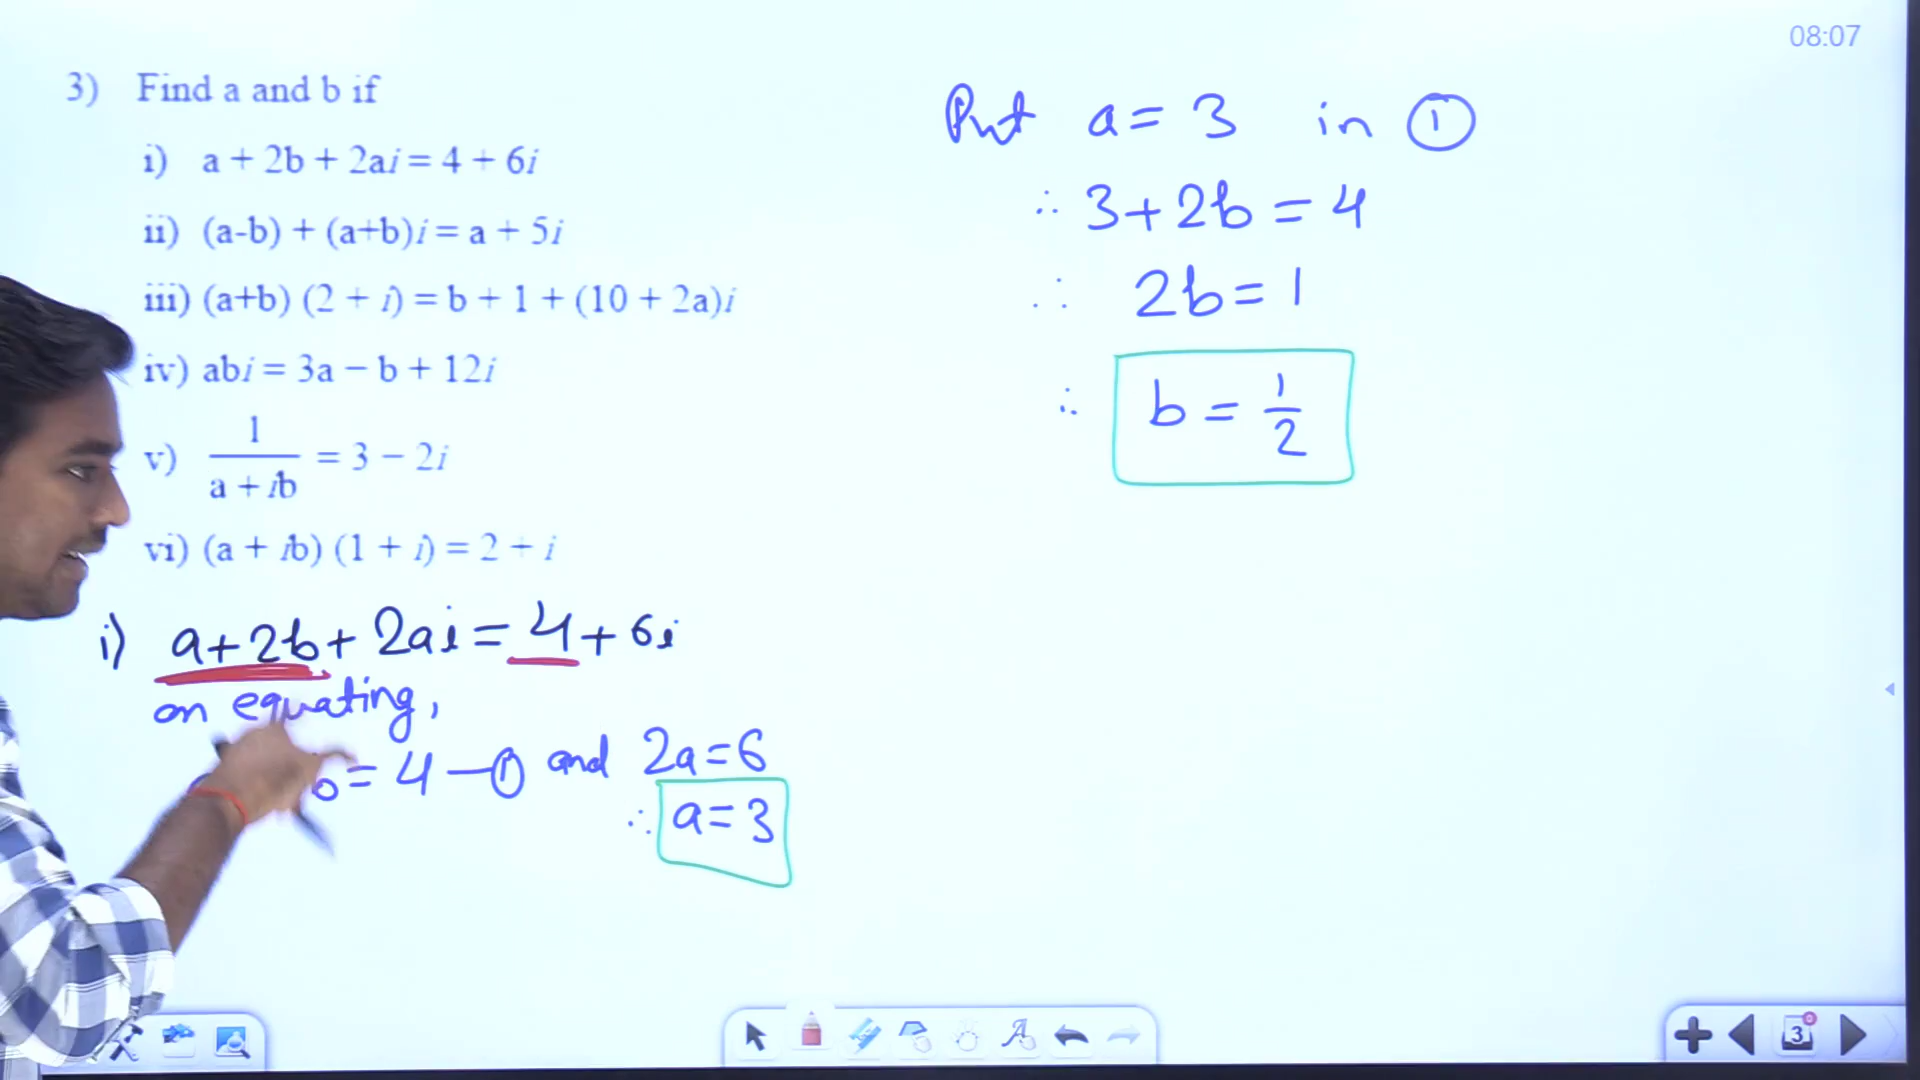 08:07
3) Find a and b if
i) a + 2b + 2ai = 4 + 6i
ii) (a-b) + (a+b)i = a + 5i
iii) (a+b) (2 + i) = b + 1 + (10 + 2a)i
iv) abi = 3a − b + 12i
v) 1/(a + ib) = 3 − 2i
vi) (a + ib) (1 + i) = 2 − i
i) a+2b+2ai=4+6i
on equating,
b=4—① and 2a=6
∴ a=3
Put a=3 in ①
∴ 3+2b=4
∴ 2b=1
∴ b=1/2
3